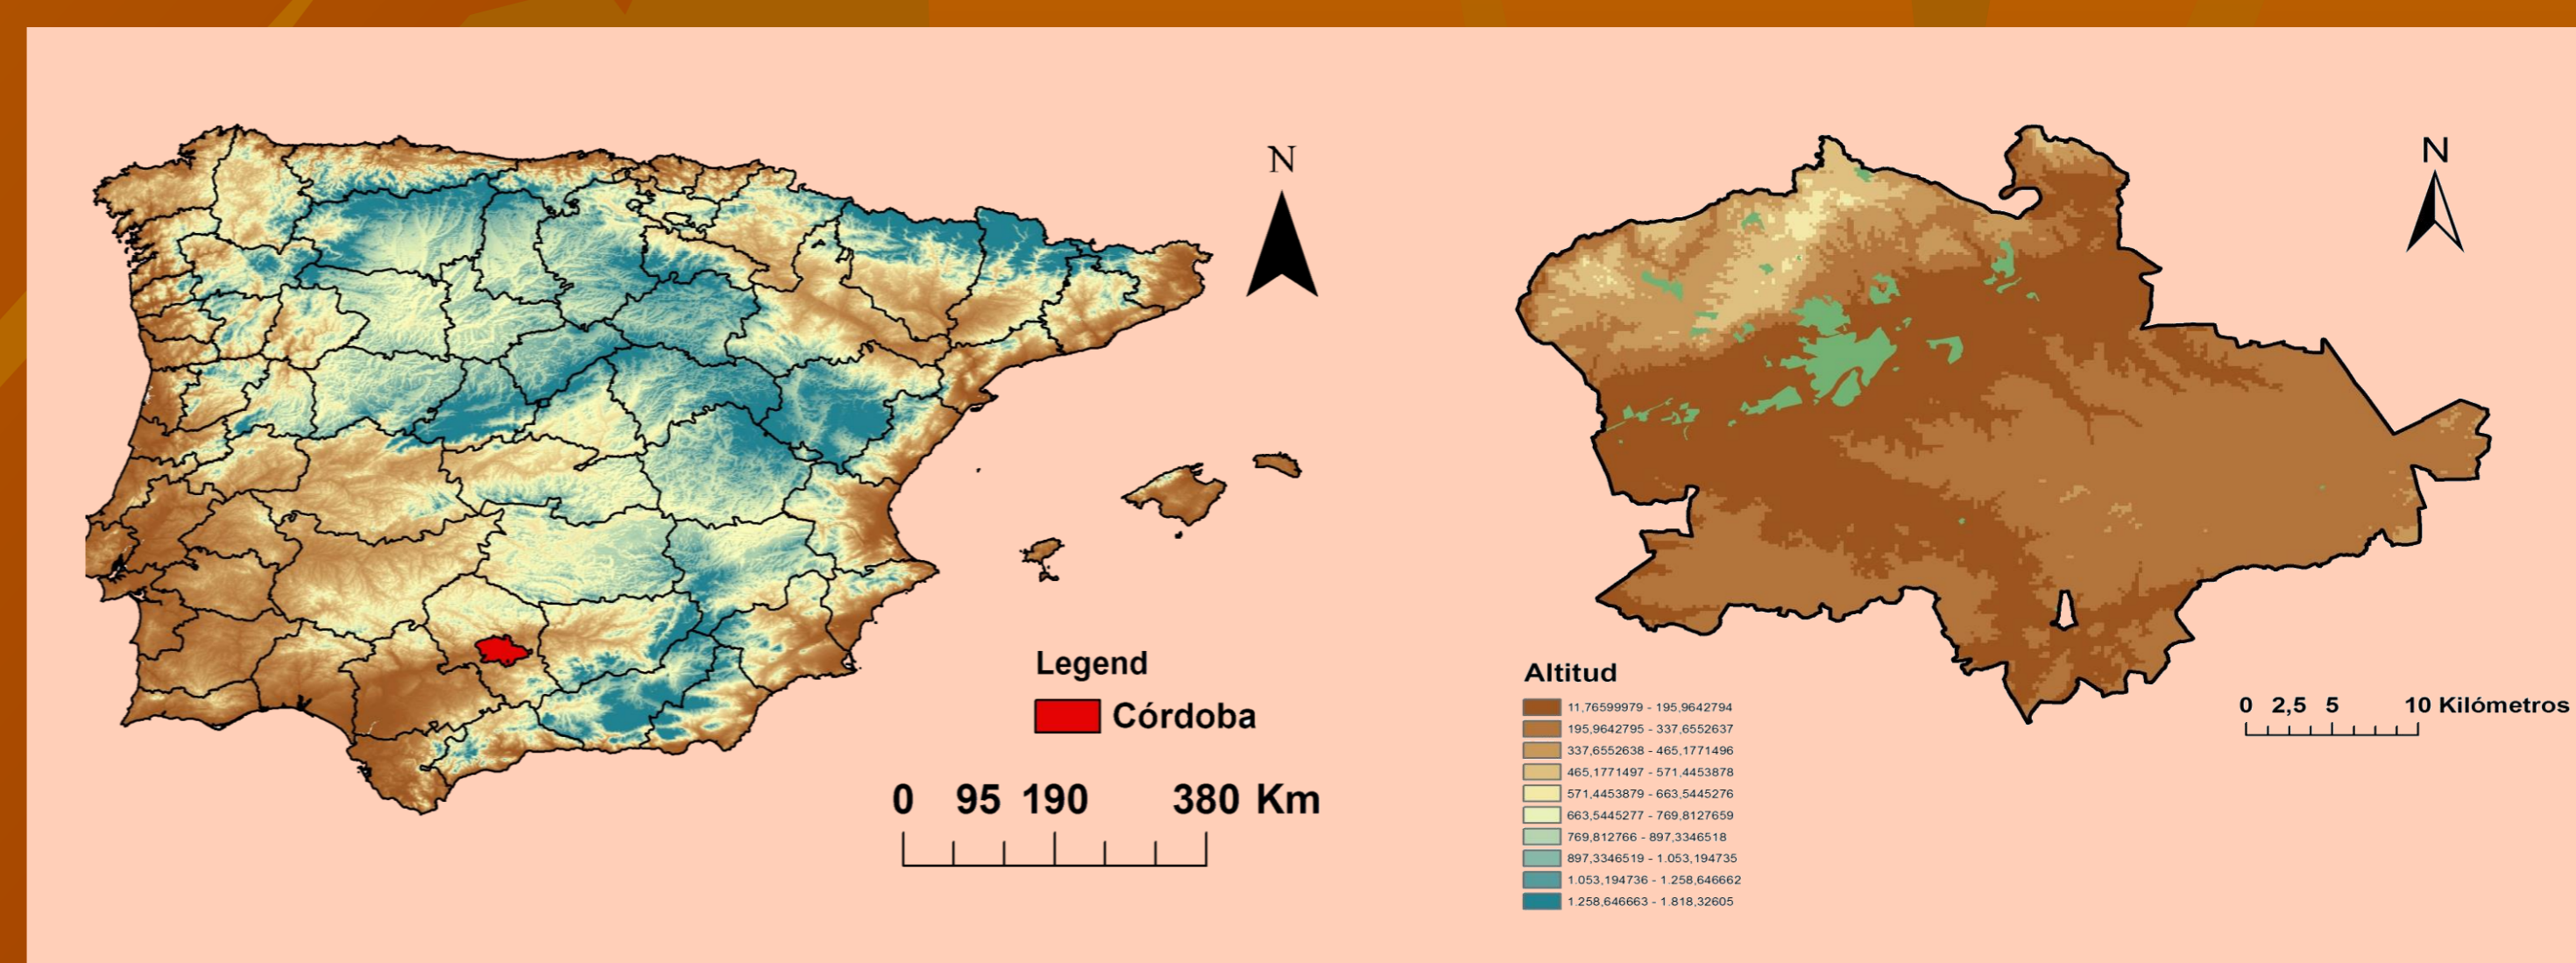 N
Legend
Córdoba
0 95 190 380 Km
N
Altitud
11,76599979 - 195,9642794
195,9642795 - 337,6552637
337,6552638 - 465,1771496
465,1771497 - 571,4453878
571,4453879 - 663,5445276
663,5445277 - 769,8127659
769,812766 - 897,3346518
897,3346519 - 1.053,194735
1.053,194736 - 1.258,646662
1.258,646663 - 1.818,32605
0 2,5 5 10 Kilómetros